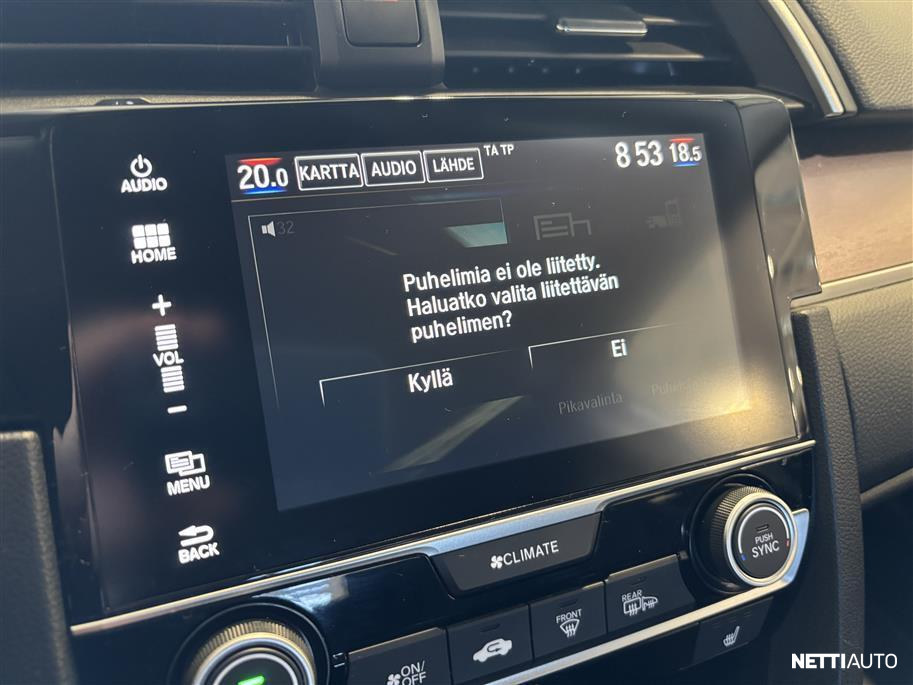 AUDIO
HOME
+
VOL
−
MENU
BACK
20.0 KARTTA AUDIO LÄHDE TA TP 8 53 18.5
32
Puhelimia ei ole liitetty.
Haluatko valita liitettävän
puhelimen?
Kyllä Ei
Pikavalinta
CLIMATE
PUSH
SYNC
ON/
OFF
FRONT
REAR
NETTIAUTO